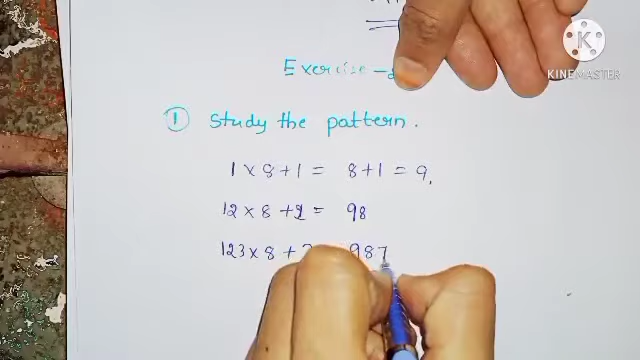 KINEMASTER
Exercise -
1 Study the pattern.
1 × 8 + 1 = 8 + 1 = 9.
12 × 8 + 2 = 98
123 × 8 + 987